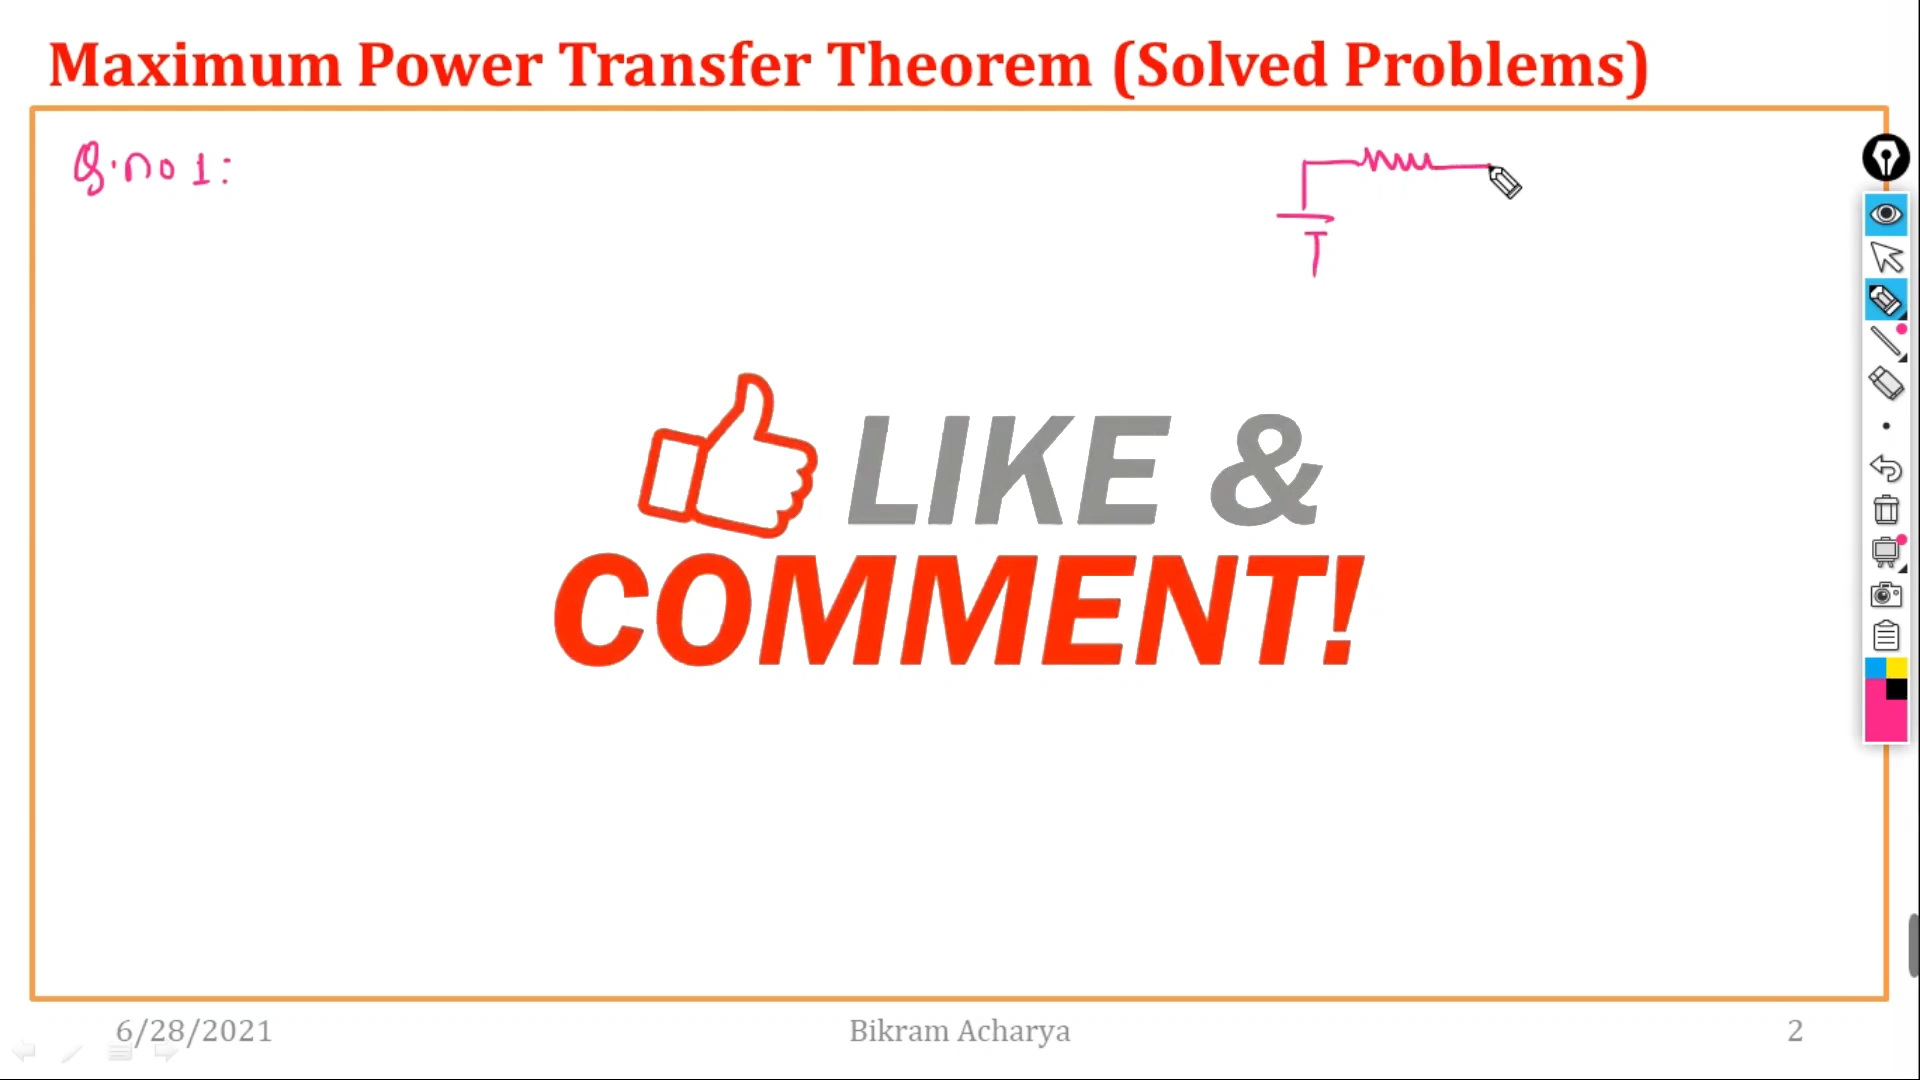 Maximum Power Transfer Theorem (Solved Problems)
Q.no 1:
LIKE &
COMMENT!
6/28/2021
Bikram Acharya
2